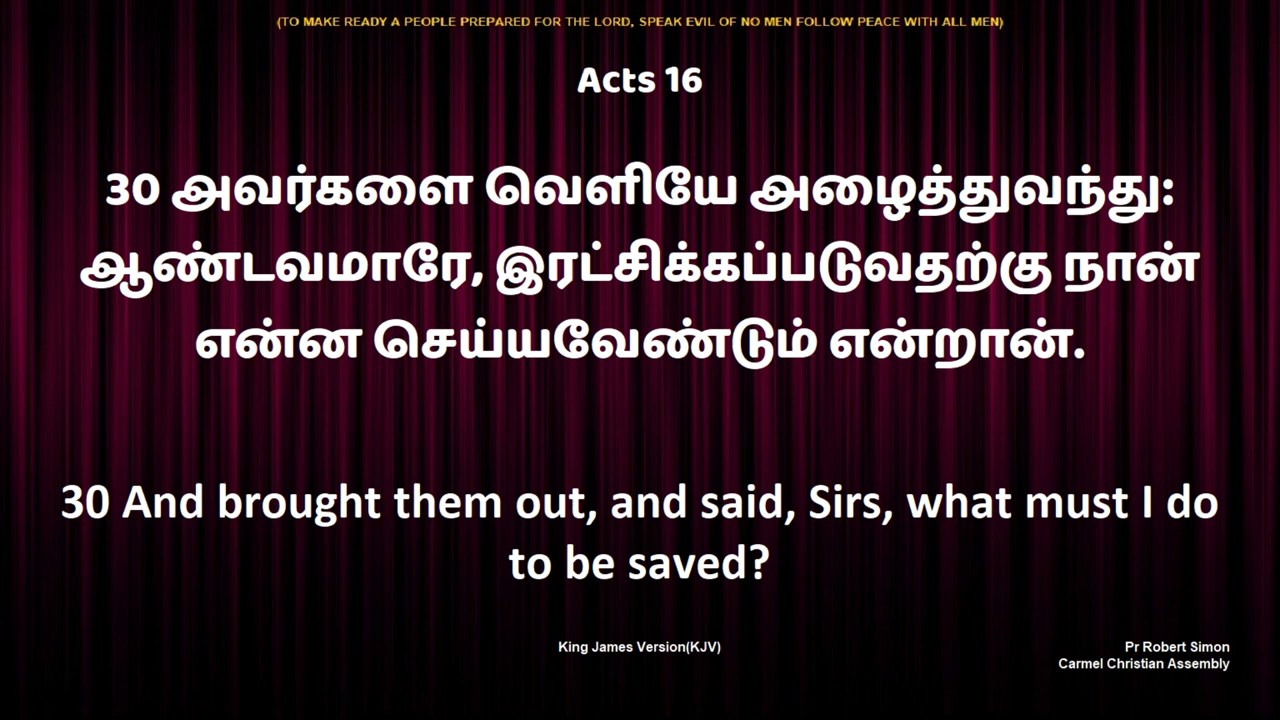 (TO MAKE READY A PEOPLE PREPARED FOR THE LORD, SPEAK EVIL OF NO MEN FOLLOW PEACE WITH ALL MEN)
Acts 16
30 அவர்களை வெளியே அழைத்துவந்து:
ஆண்டவமாரே, இரட்சிக்கப்படுவதற்கு நான்
என்ன செய்யவேண்டும் என்றான்.
30 And brought them out, and said, Sirs, what must I do
to be saved?
King James Version(KJV)
Pr Robert Simon
Carmel Christian Assembly